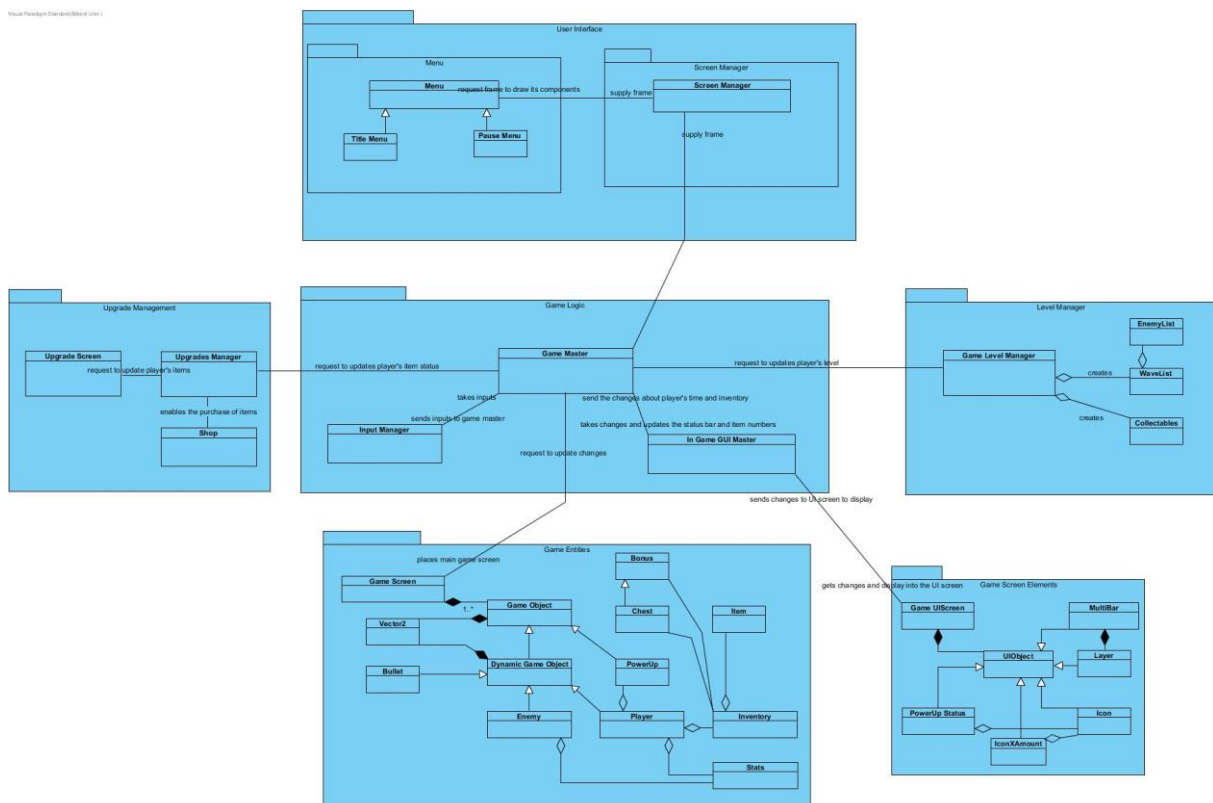 Visual Paradigm Standard(Bilkent Univ.)
User Interface
Menu
Screen Manager
Menu
Screen Manager
request frame to draw its components
supply frame
supply frame
Title Menu
Pause Menu
Upgrade Management
Game Logic
Level Manager
Upgrade Screen
Upgrades Manager
request to update player's items
enables the purchase of items
Shop
request to updates player's item status
Game Master
request to updates player's level
takes inputs
send the changes about player's time and inventory
sends inputs to game master
takes changes and updates the status bar and item numbers
Input Manager
In Game GUI Master
request to update changes
Game Level Manager
EnemyList
creates
WaveList
creates
Collectables
sends changes to UI screen to display
Game Entities
places main game screen
Game Screen
1..*
Game Object
Bonus
Chest
Item
Vector2
Bullet
Dynamic Game Object
PowerUp
Enemy
Player
Inventory
Stats
Game Screen Elements
gets changes and display into the UI screen
Game UIScreen
MultiBar
UIObject
Layer
PowerUp Status
Icon
IconXAmount